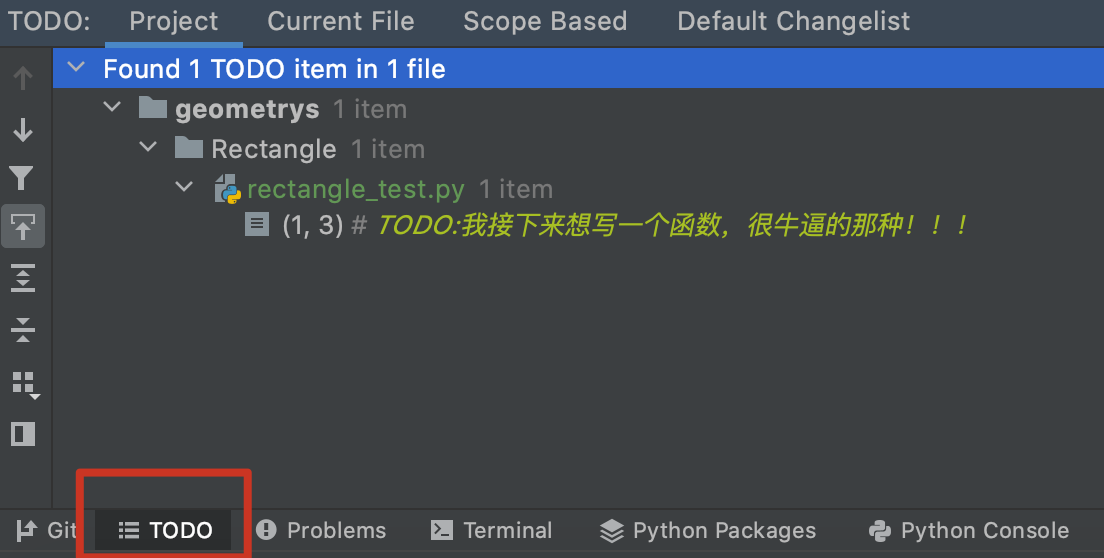 TODO: Project Current File Scope Based Default Changelist
Found 1 TODO item in 1 file
geometrys 1 item
Rectangle 1 item
rectangle_test.py 1 item
(1, 3) # TODO:我接下来想写一个函数，很牛逼的那种！！！
Git TODO Problems Terminal Python Packages Python Console